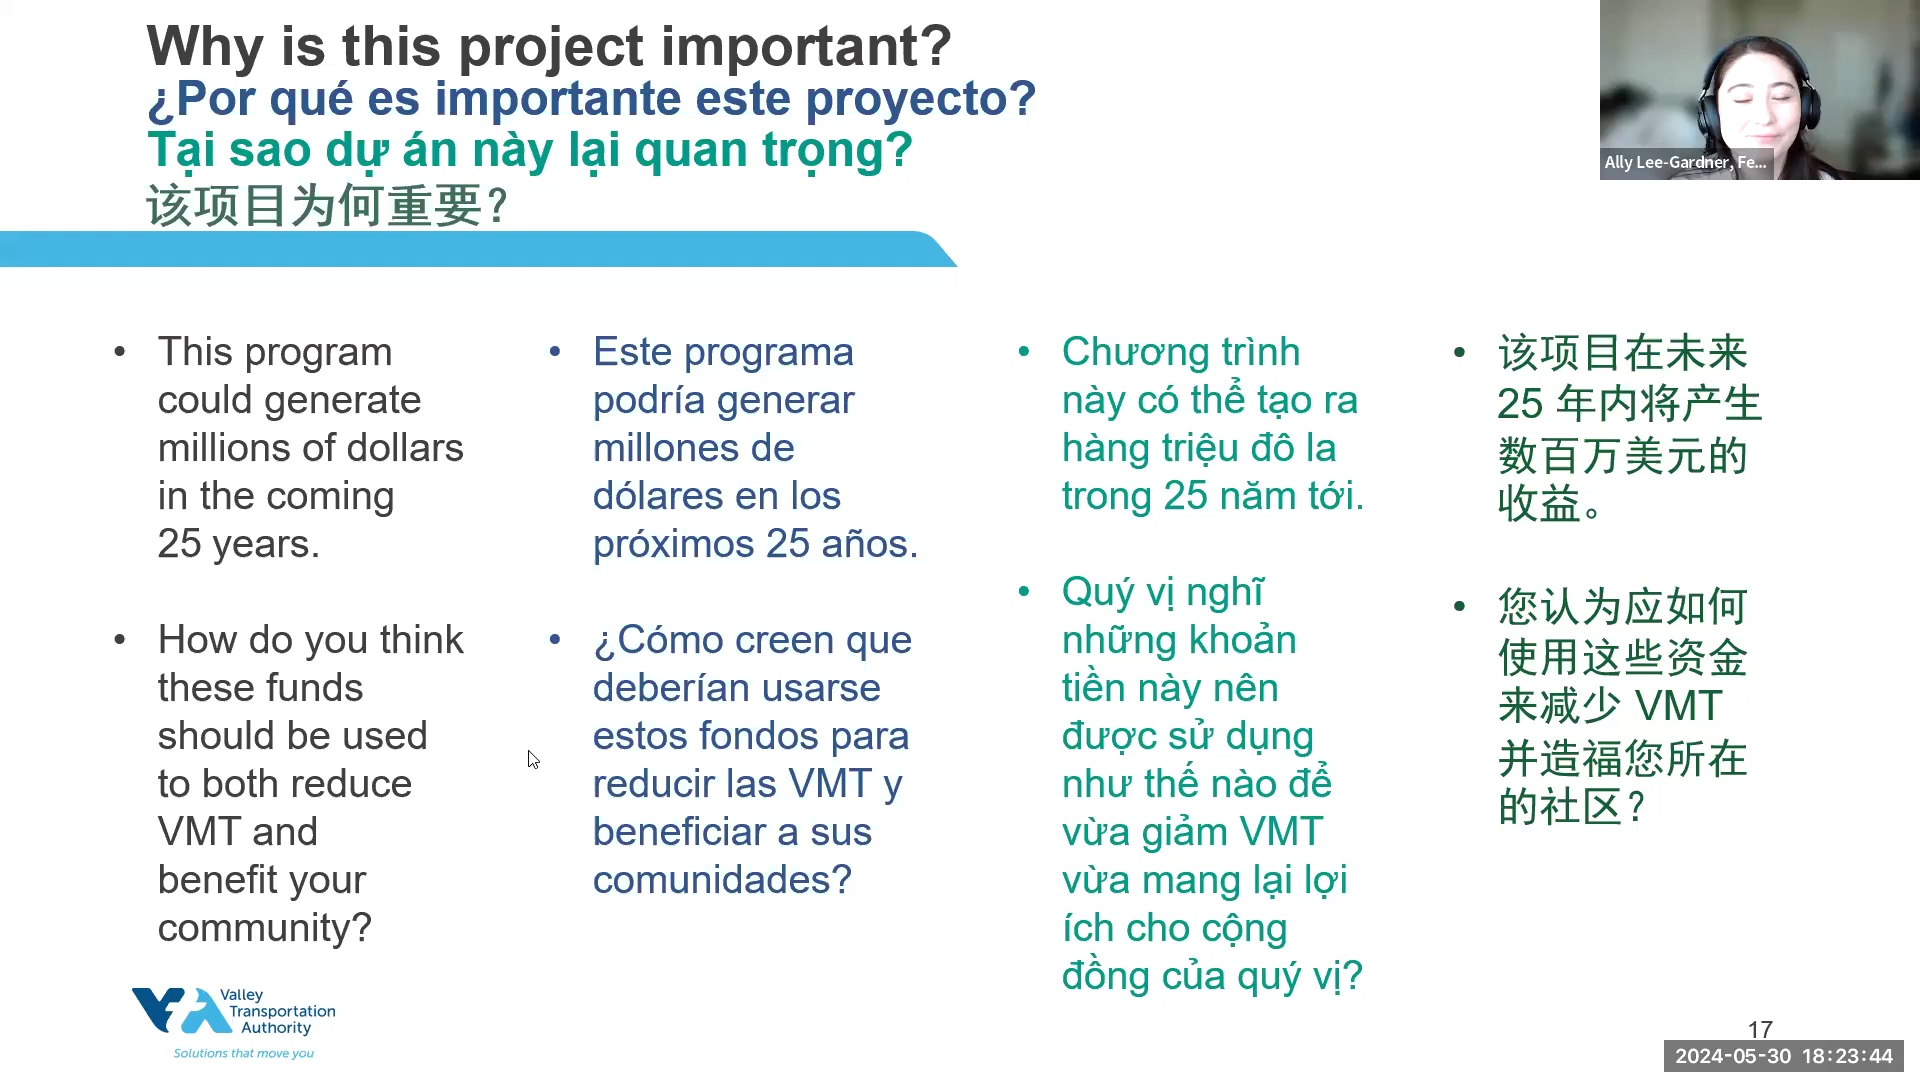 Why is this project important?
¿Por qué es importante este proyecto?
Tại sao dự án này lại quan trọng?
该项目为何重要？
Ally Lee-Gardner, Fe...
• This program
could generate
millions of dollars
in the coming
25 years.
• How do you think
these funds
should be used
to both reduce
VMT and
benefit your
community?
• Este programa
podría generar
millones de
dólares en los
próximos 25 años.
• ¿Cómo creen que
deberían usarse
estos fondos para
reducir las VMT y
beneficiar a sus
comunidades?
• Chương trình
này có thể tạo ra
hàng triệu đô la
trong 25 năm tới.
• Quý vị nghĩ
những khoản
tiền này nên
được sử dụng
như thế nào để
vừa giảm VMT
vừa mang lại lợi
ích cho cộng
đồng của quý vị?
• 该项目在未来
25 年内将产生
数百万美元的
收益。
• 您认为应如何
使用这些资金
来减少 VMT
并造福您所在
的社区？
VTA
Valley
Transportation
Authority
Solutions that move you
17
2024-05-30 18:23:44